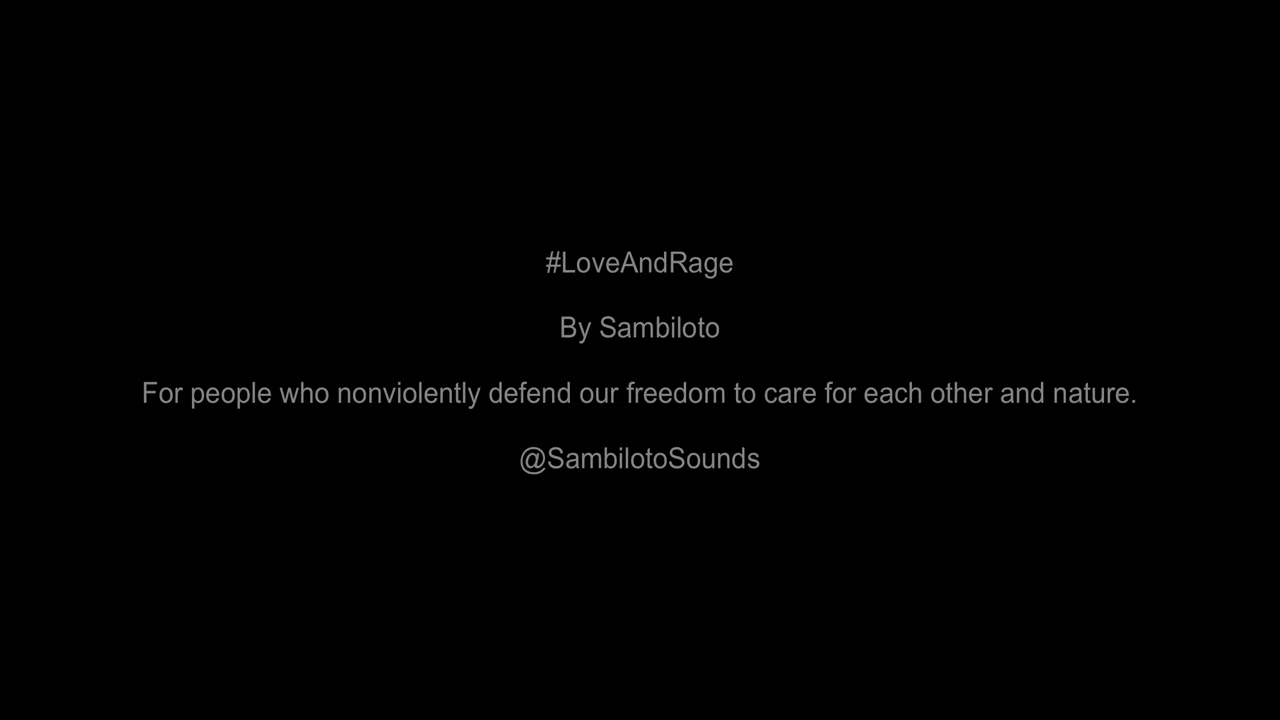 #LoveAndRage
By Sambiloto
For people who nonviolently defend our freedom to care for each other and nature.
@SambilotoSounds